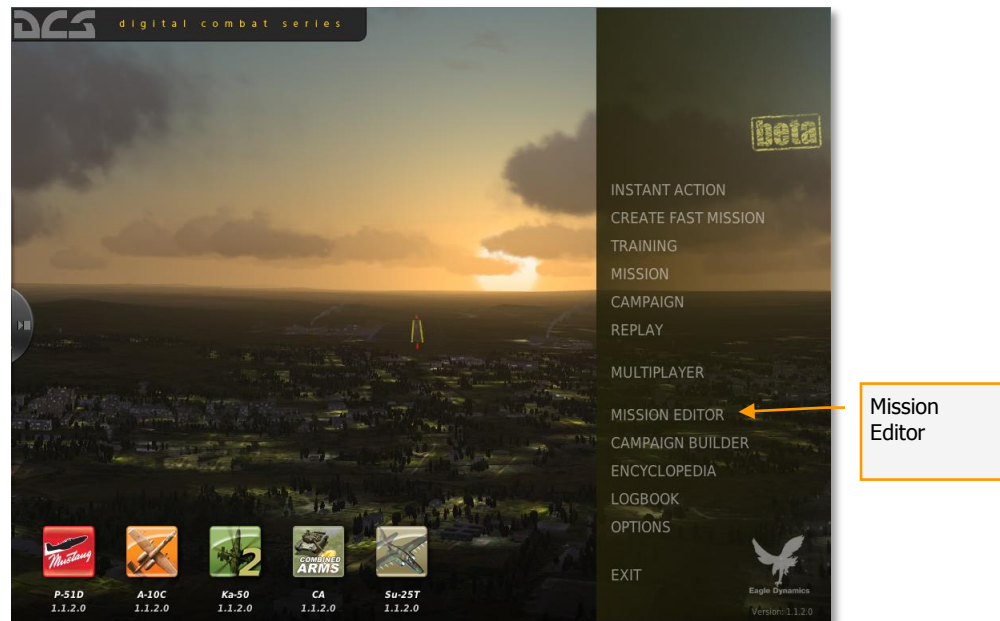 DCS digital combat series
beta
INSTANT ACTION
CREATE FAST MISSION
TRAINING
MISSION
CAMPAIGN
REPLAY
MULTIPLAYER
MISSION EDITOR
CAMPAIGN BUILDER
ENCYCLOPEDIA
LOGBOOK
OPTIONS
EXIT
Mission
Editor
Mustang
2
COMBINED
ARMS
P-51D
1.1.2.0
A-10C
1.1.2.0
Ka-50
1.1.2.0
CA
1.1.2.0
Su-25T
1.1.2.0
Eagle Dynamics
Version: 1.1.2.0